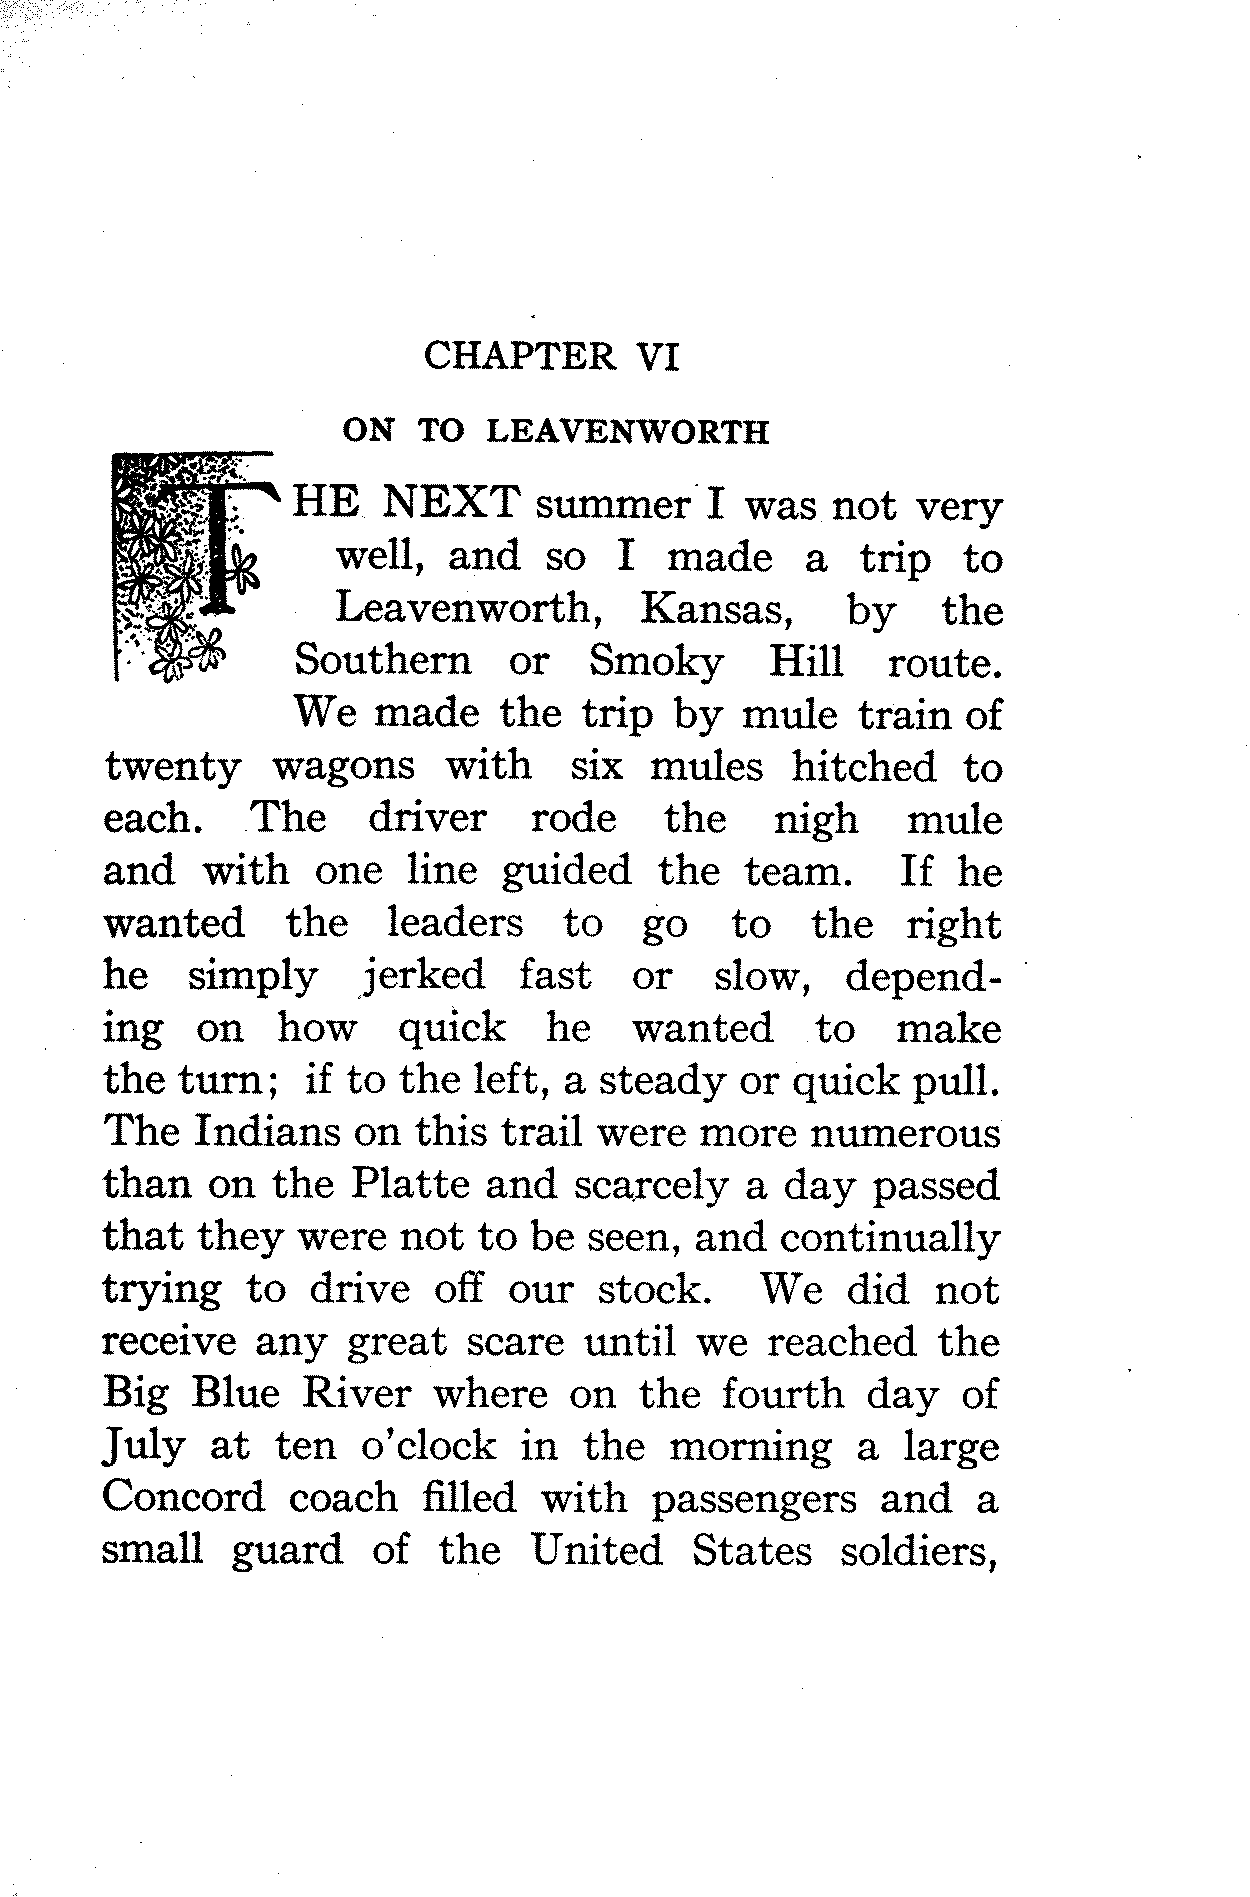 CHAPTER VI
ON TO LEAVENWORTH
THE NEXT summer I was not very
well, and so I made a trip to
Leavenworth, Kansas, by the
Southern or Smoky Hill route.
We made the trip by mule train of
twenty wagons with six mules hitched to
each. The driver rode the nigh mule
and with one line guided the team. If he
wanted the leaders to go to the right
he simply jerked fast or slow, depend-
ing on how quick he wanted to make
the turn; if to the left, a steady or quick pull.
The Indians on this trail were more numerous
than on the Platte and scarcely a day passed
that they were not to be seen, and continually
trying to drive off our stock. We did not
receive any great scare until we reached the
Big Blue River where on the fourth day of
July at ten o'clock in the morning a large
Concord coach filled with passengers and a
small guard of the United States soldiers,